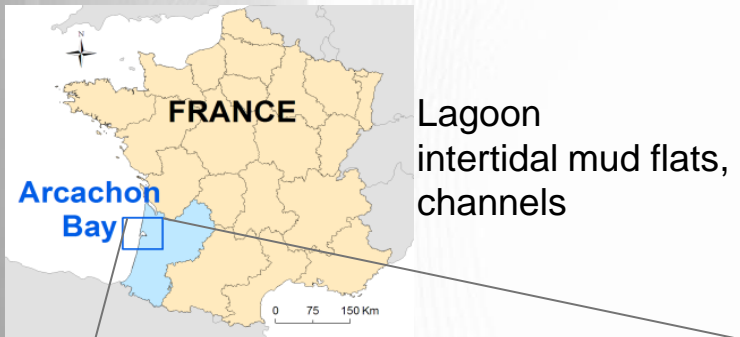 N
FRANCE
Arcachon
Bay
0 75 150 Km
Lagoon
intertidal mud flats,
channels